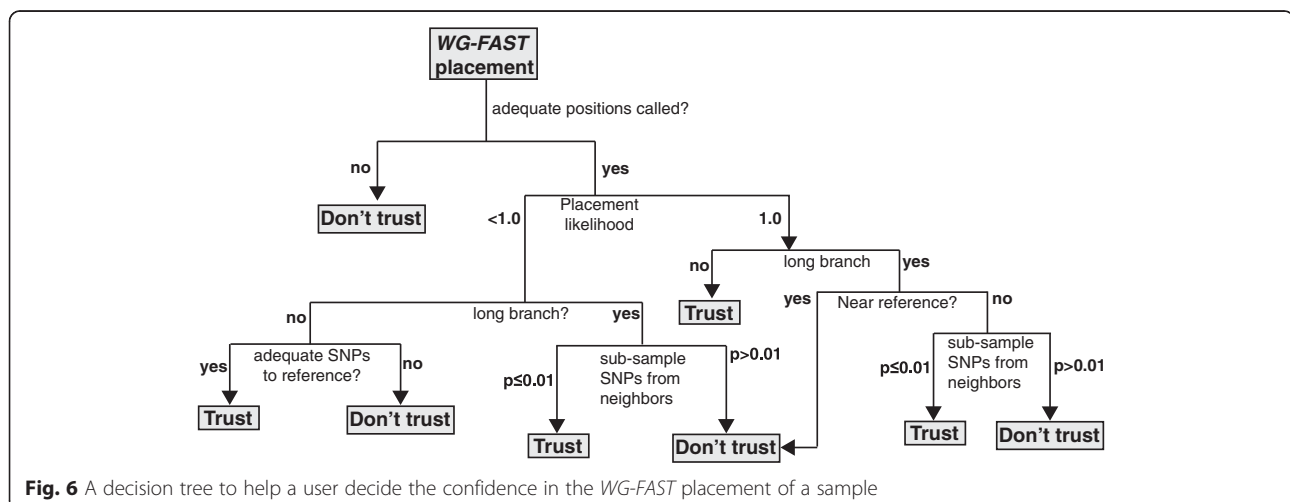 WG-FAST
placement
adequate positions called?
no
yes
Don't trust
<1.0
Placement
likelihood
1.0
no
long branch
yes
Trust
yes
Near reference?
no
no
long branch?
yes
yes
adequate SNPs
to reference?
no
p≤0.01
sub-sample
SNPs from
neighbors
p>0.01
p≤0.01
sub-sample
SNPs from
neighbors
p>0.01
Trust
Don't trust
Trust
Don't trust
Trust
Don't trust
Fig. 6 A decision tree to help a user decide the confidence in the WG-FAST placement of a sample